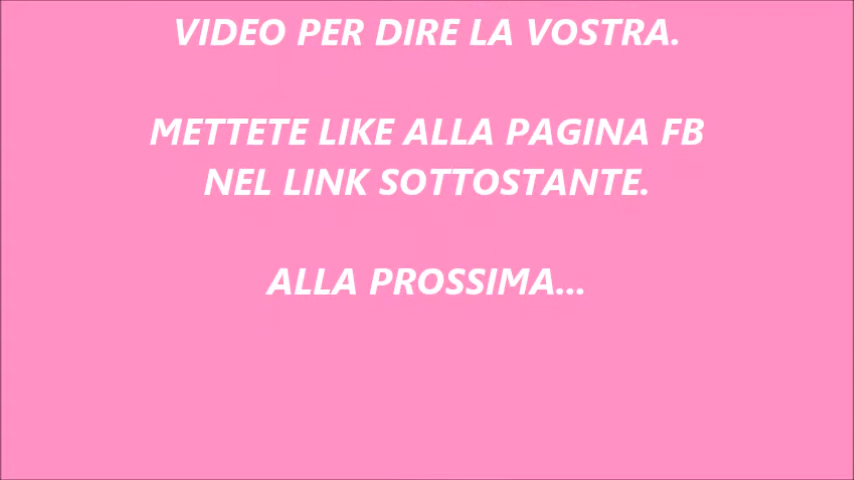 VIDEO PER DIRE LA VOSTRA.
METTETE LIKE ALLA PAGINA FB
NEL LINK SOTTOSTANTE.
ALLA PROSSIMA...